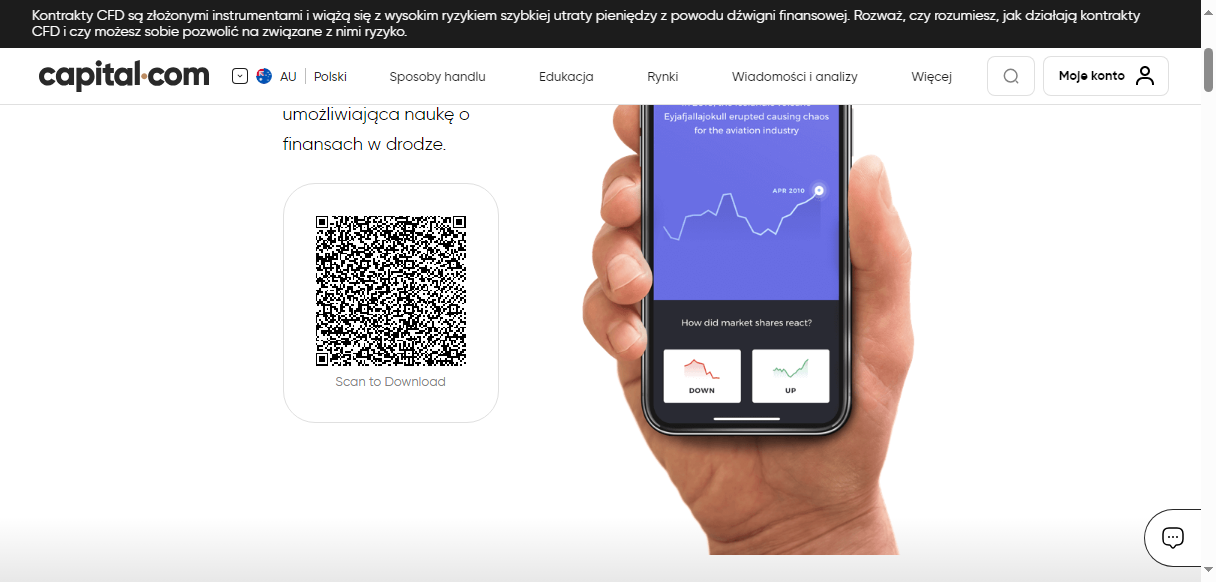 Kontrakty CFD są złożonymi instrumentami i wiążą się z wysokim ryzykiem szybkiej utraty pieniędzy z powodu dźwigni finansowej. Rozważ, czy rozumiesz, jak działają kontrakty
CFD i czy możesz sobie pozwolić na związane z nimi ryzyko.
capital.com
AU
Polski
Sposoby handlu
Edukacja
Rynki
Wiadomości i analizy
Więcej
Moje konto
umożliwiająca naukę o
finansach w drodze.
Scan to Download
Eyjafjallajokull erupted causing chaos
for the aviation industry
APR 2010
How did market shares react?
DOWN
UP